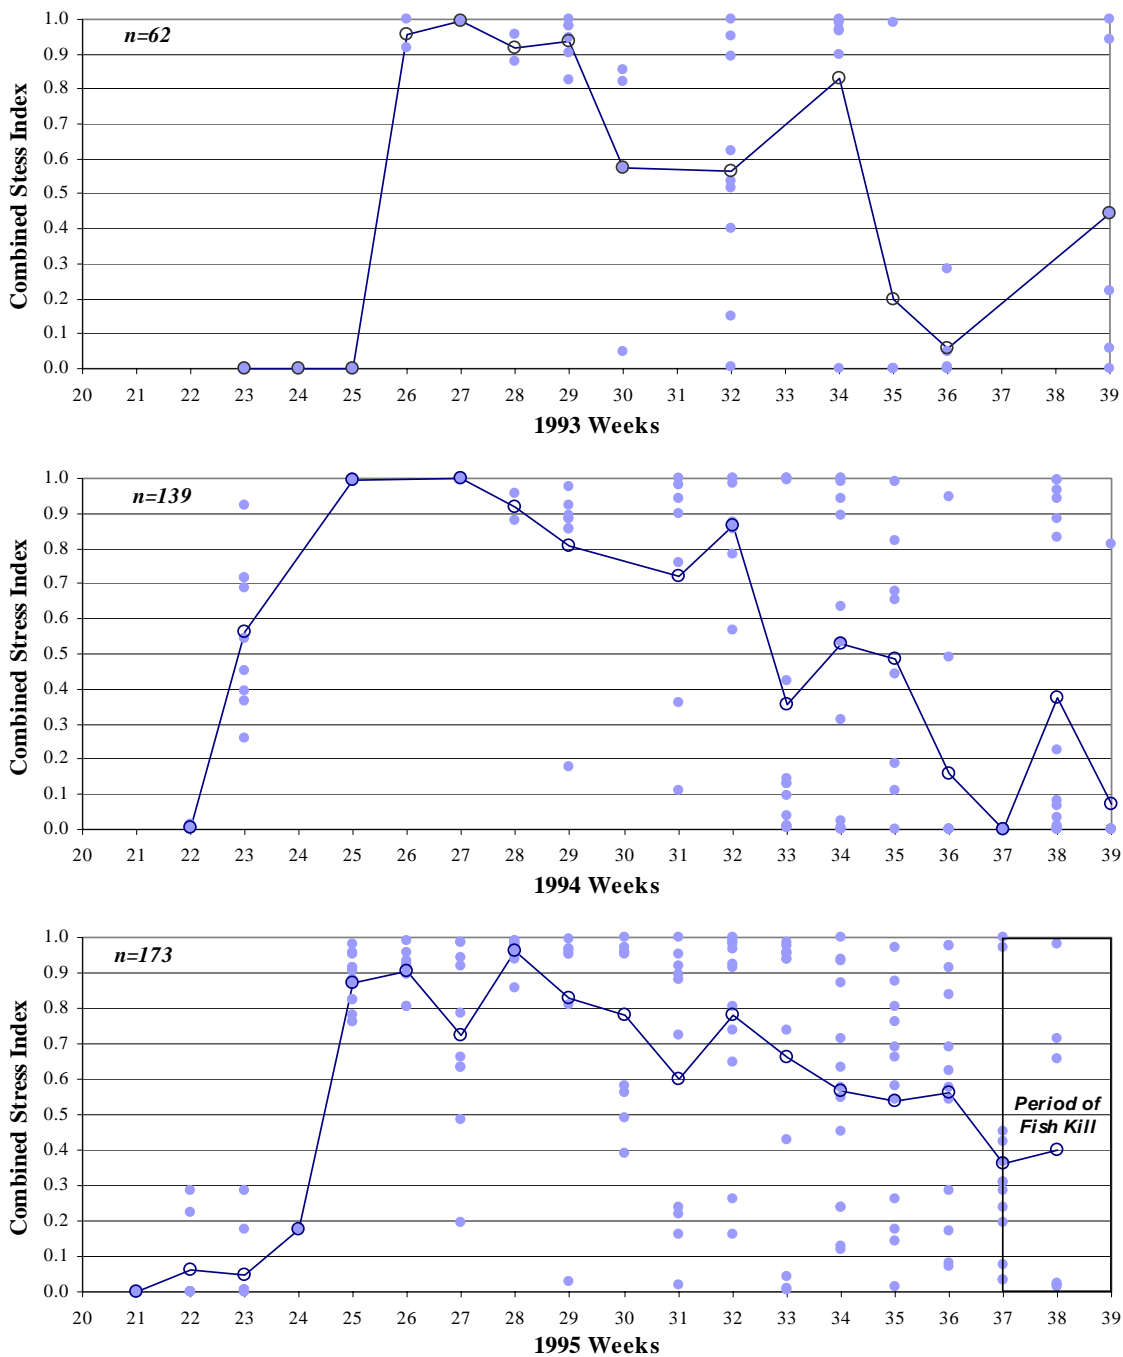 Combined Stess Index
1.0
0.9
0.8
0.7
0.6
0.5
0.4
0.3
0.2
0.1
0.0
n=62
20 21 22 23 24 25 26 27 28 29 30 31 32 33 34 35 36 37 38 39
1993 Weeks
Combined Stress Index
1.0
0.9
0.8
0.7
0.6
0.5
0.4
0.3
0.2
0.1
0.0
n=139
20 21 22 23 24 25 26 27 28 29 30 31 32 33 34 35 36 37 38 39
1994 Weeks
Combined Stress Index
1.0
0.9
0.8
0.7
0.6
0.5
0.4
0.3
0.2
0.1
0.0
n=173
Period of
Fish Kill
20 21 22 23 24 25 26 27 28 29 30 31 32 33 34 35 36 37 38 39
1995 Weeks